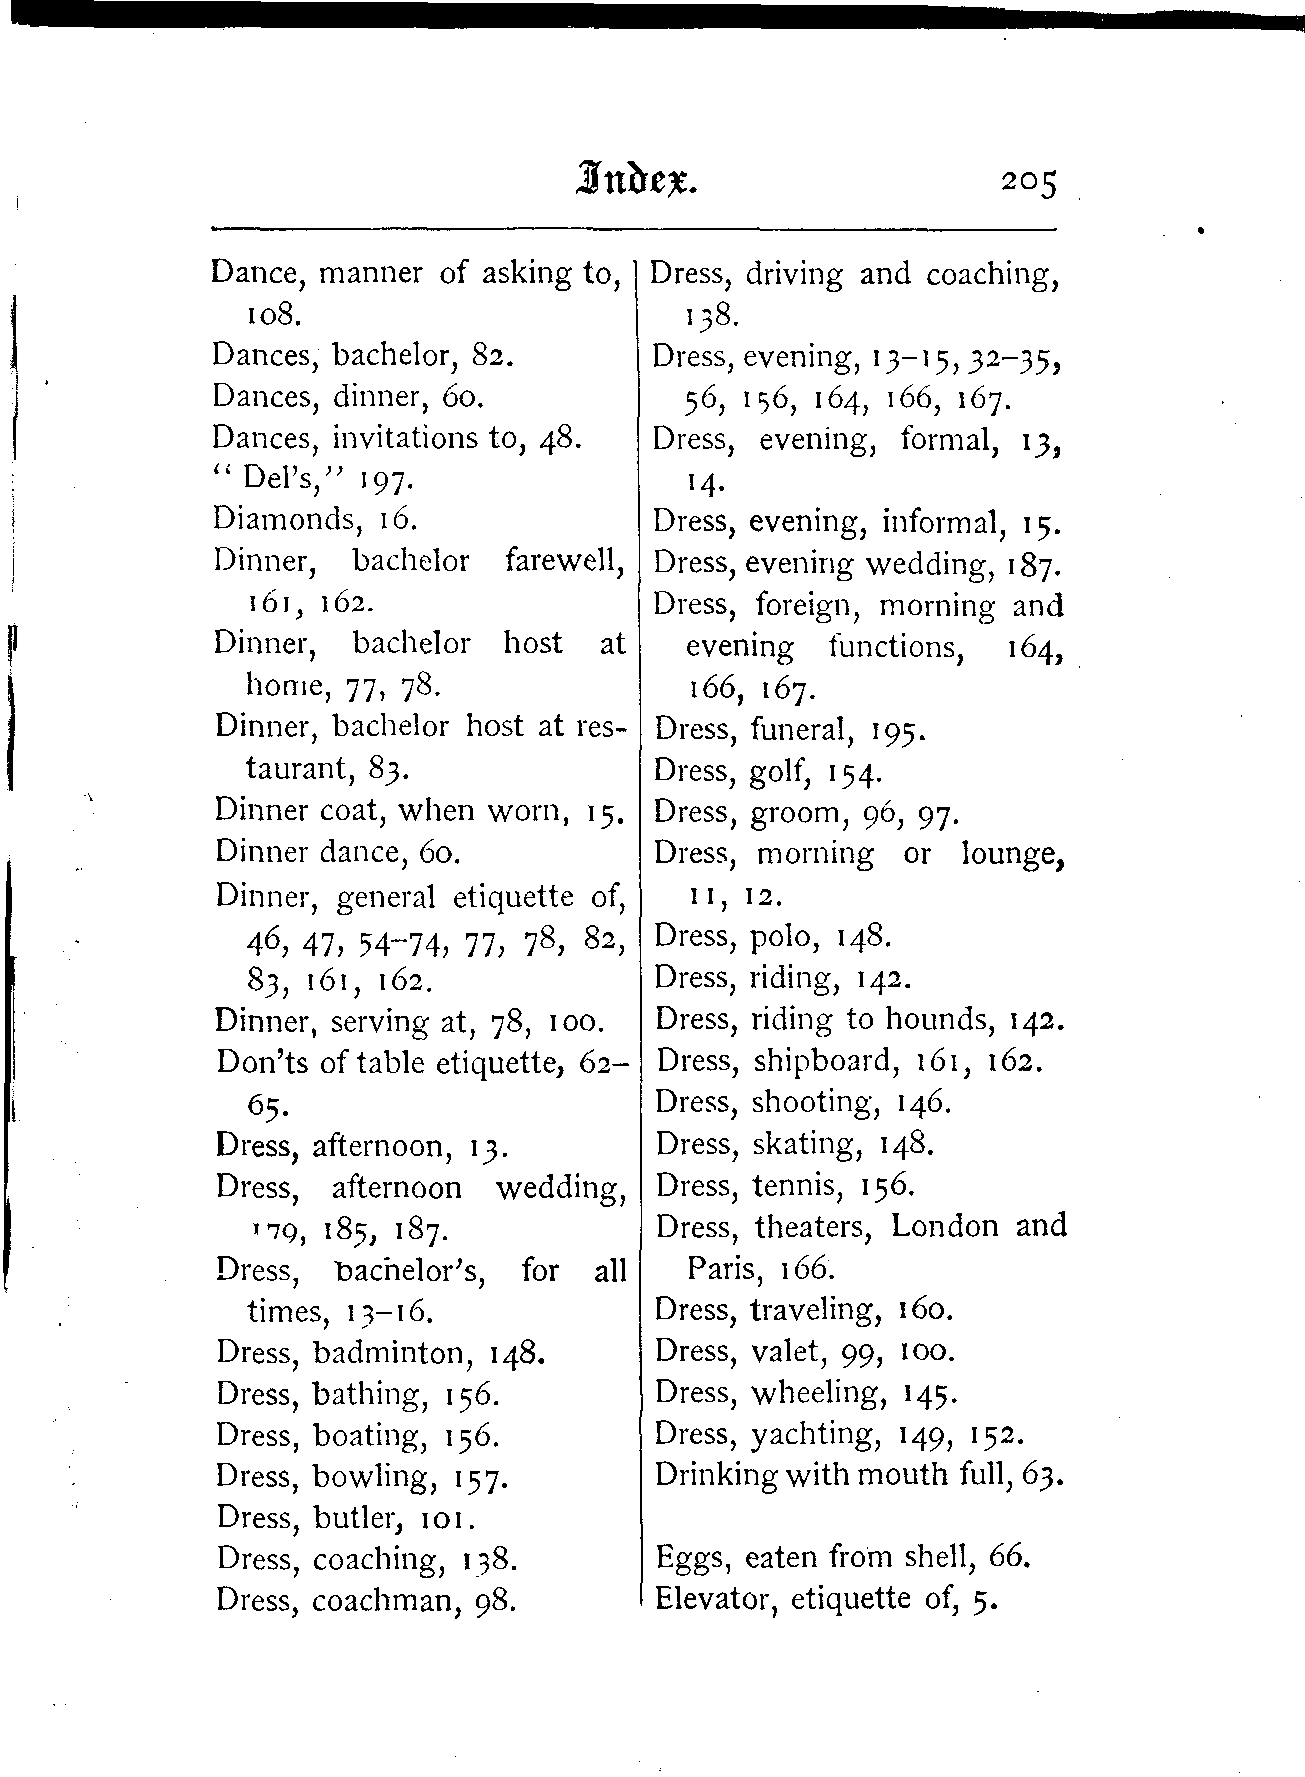 Index. 205
Dance, manner of asking to,
108.
Dances, bachelor, 82.
Dances, dinner, 60.
Dances, invitations to, 48.
“ Del’s,” 197.
Diamonds, 16.
Dinner, bachelor farewell,
161, 162.
Dinner, bachelor host at
home, 77, 78.
Dinner, bachelor host at res-
taurant, 83.
Dinner coat, when worn, 15.
Dinner dance, 60.
Dinner, general etiquette of,
46, 47, 54–74, 77, 78, 82,
83, 161, 162.
Dinner, serving at, 78, 100.
Don’ts of table etiquette, 62–
65.
Dress, afternoon, 13.
Dress, afternoon wedding,
179, 185, 187.
Dress, bachelor’s, for all
times, 13–16.
Dress, badminton, 148.
Dress, bathing, 156.
Dress, boating, 156.
Dress, bowling, 157.
Dress, butler, 101.
Dress, coaching, 138.
Dress, coachman, 98.
Dress, driving and coaching,
138.
Dress, evening, 13–15, 32–35,
56, 156, 164, 166, 167.
Dress, evening, formal, 13,
14.
Dress, evening, informal, 15.
Dress, evening wedding, 187.
Dress, foreign, morning and
evening functions, 164,
166, 167.
Dress, funeral, 195.
Dress, golf, 154.
Dress, groom, 96, 97.
Dress, morning or lounge,
11, 12.
Dress, polo, 148.
Dress, riding, 142.
Dress, riding to hounds, 142.
Dress, shipboard, 161, 162.
Dress, shooting, 146.
Dress, skating, 148.
Dress, tennis, 156.
Dress, theaters, London and
Paris, 166.
Dress, traveling, 160.
Dress, valet, 99, 100.
Dress, wheeling, 145.
Dress, yachting, 149, 152.
Drinking with mouth full, 63.
Eggs, eaten from shell, 66.
Elevator, etiquette of, 5.